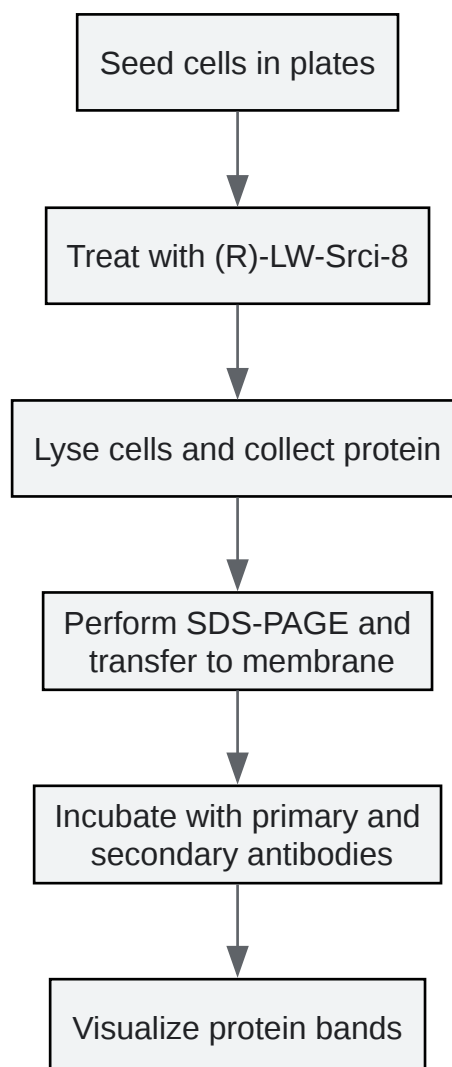 Seed cells in plates
Treat with (R)-LW-Srci-8
Lyse cells and collect protein
Perform SDS-PAGE and
transfer to membrane
Incubate with primary and
secondary antibodies
Visualize protein bands